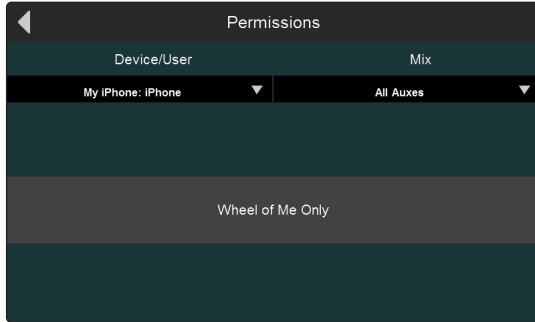 Permissions
Device/User Mix
My iPhone: iPhone All Auxes
Wheel of Me Only